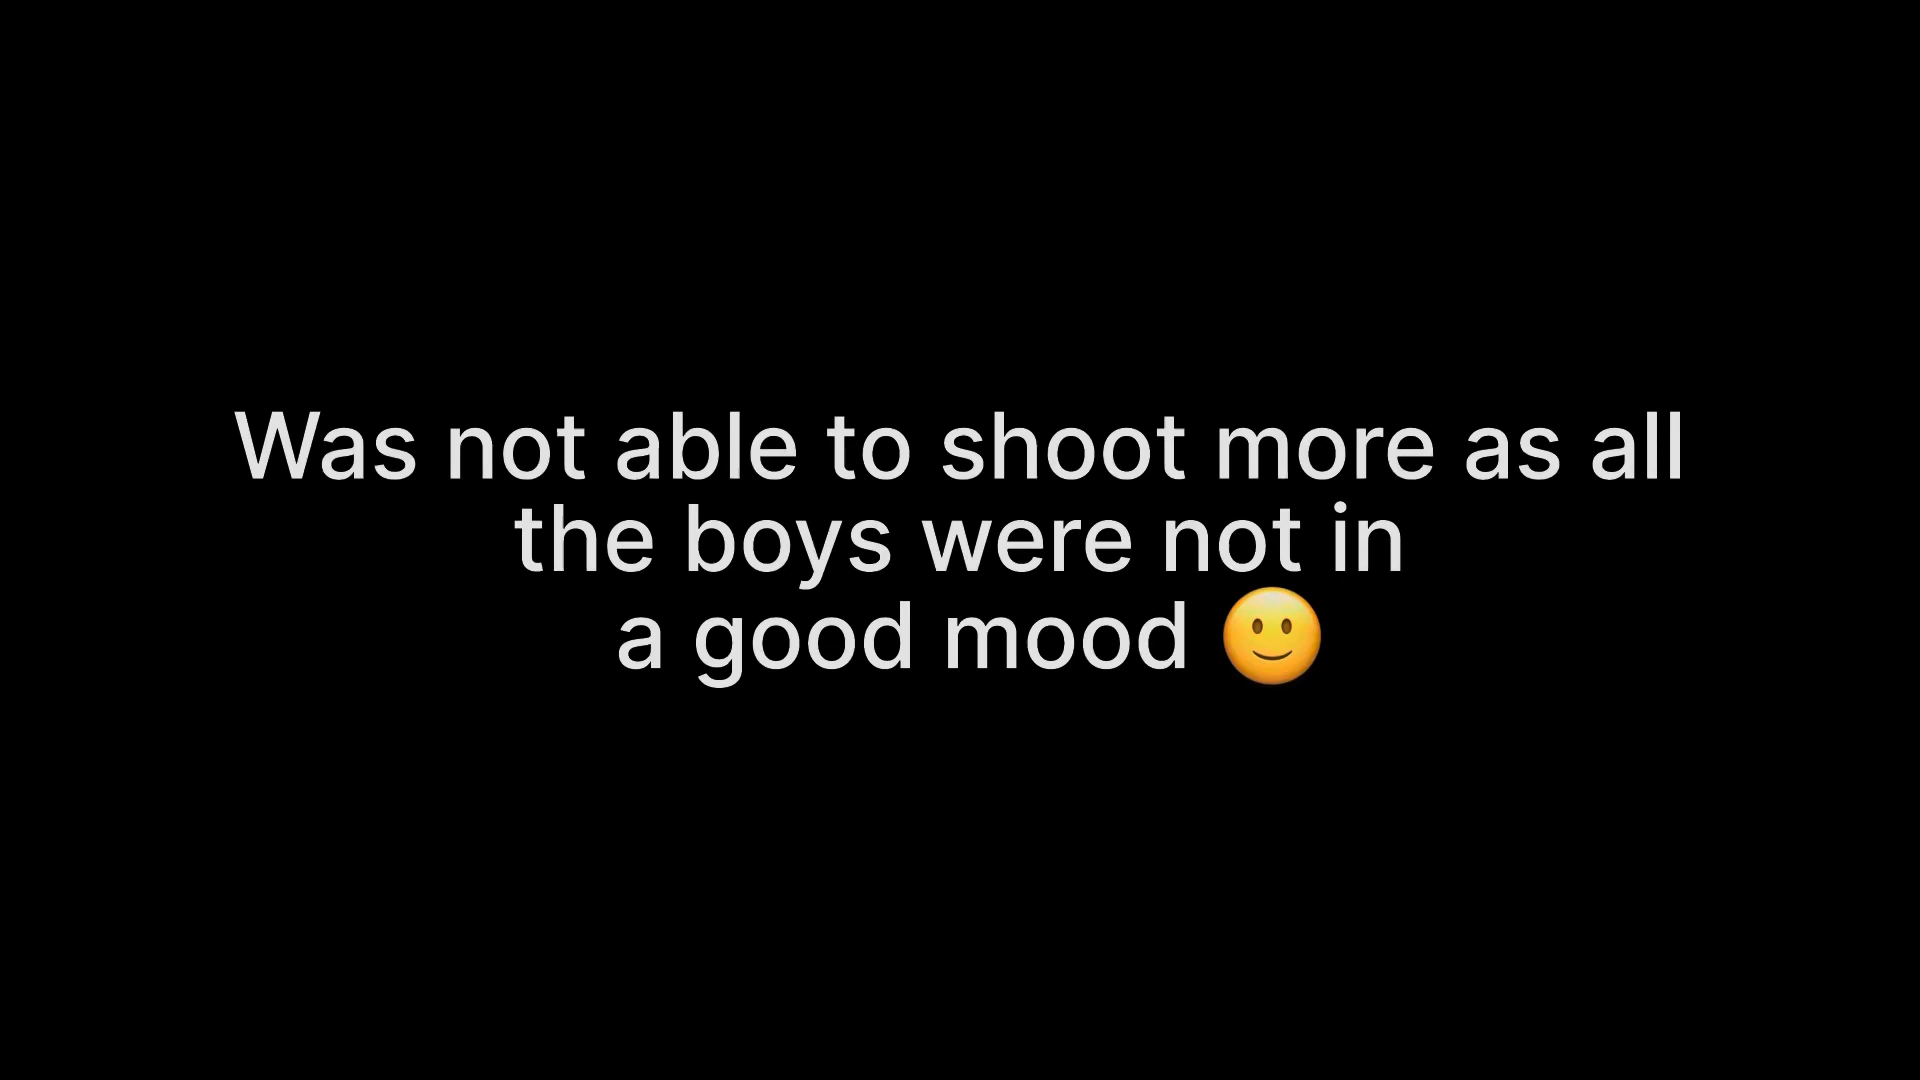 Was not able to shoot more as all
the boys were not in
a good mood 🙂